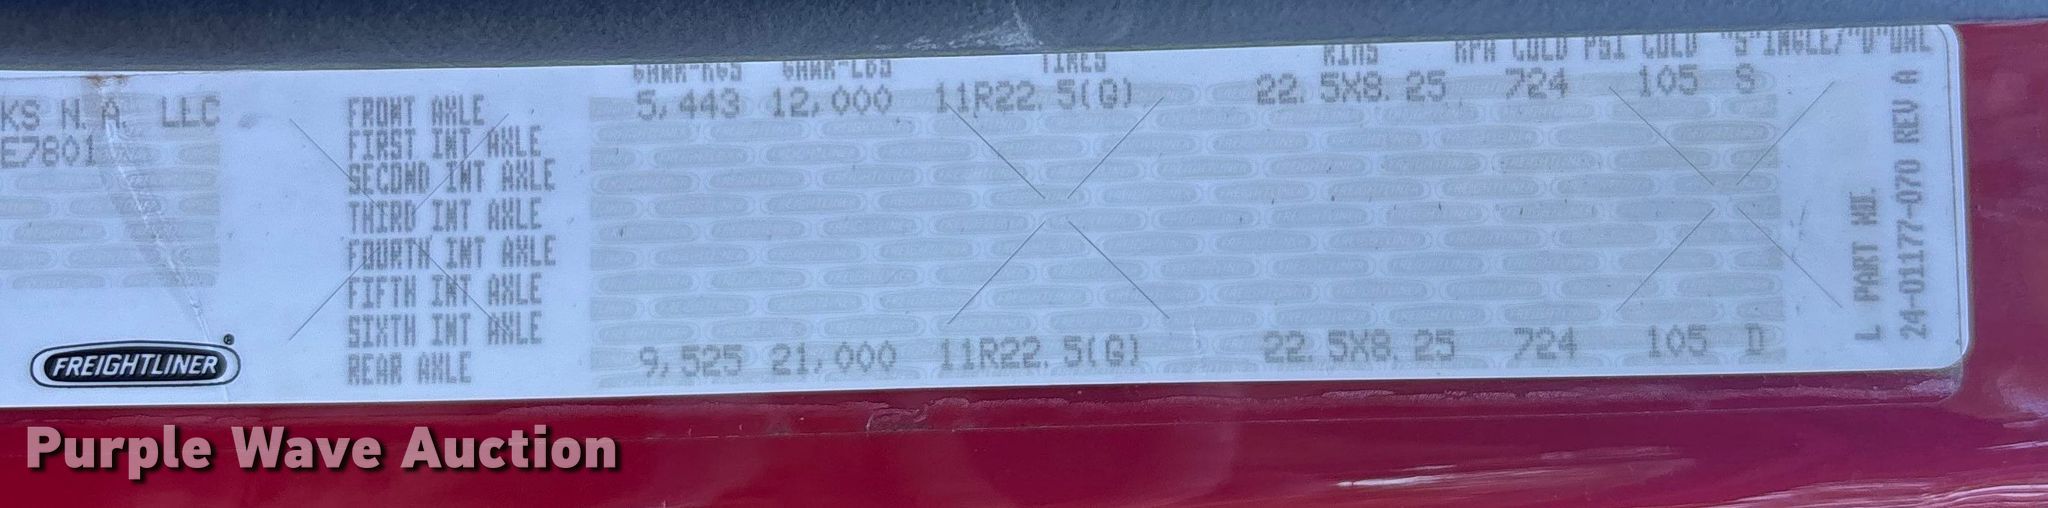 GAWR-KGS GAWR-LBS TIRES RIMS KPA COLD PSI COLD "S"INGLE/"D"UAL
KS N.A. LLC
E7801
FRONT AXLE 5,443 12,000 11R22.5(G) 22.5X8.25 724 105 S
FIRST INT AXLE
SECOND INT AXLE
THIRD INT AXLE
FOURTH INT AXLE
FIFTH INT AXLE
SIXTH INT AXLE
REAR AXLE 9,525 21,000 11R22.5(G) 22.5X8.25 724 105 D
L PART NO.
24-01177-070 REV A
FREIGHTLINER®
Purple Wave Auction